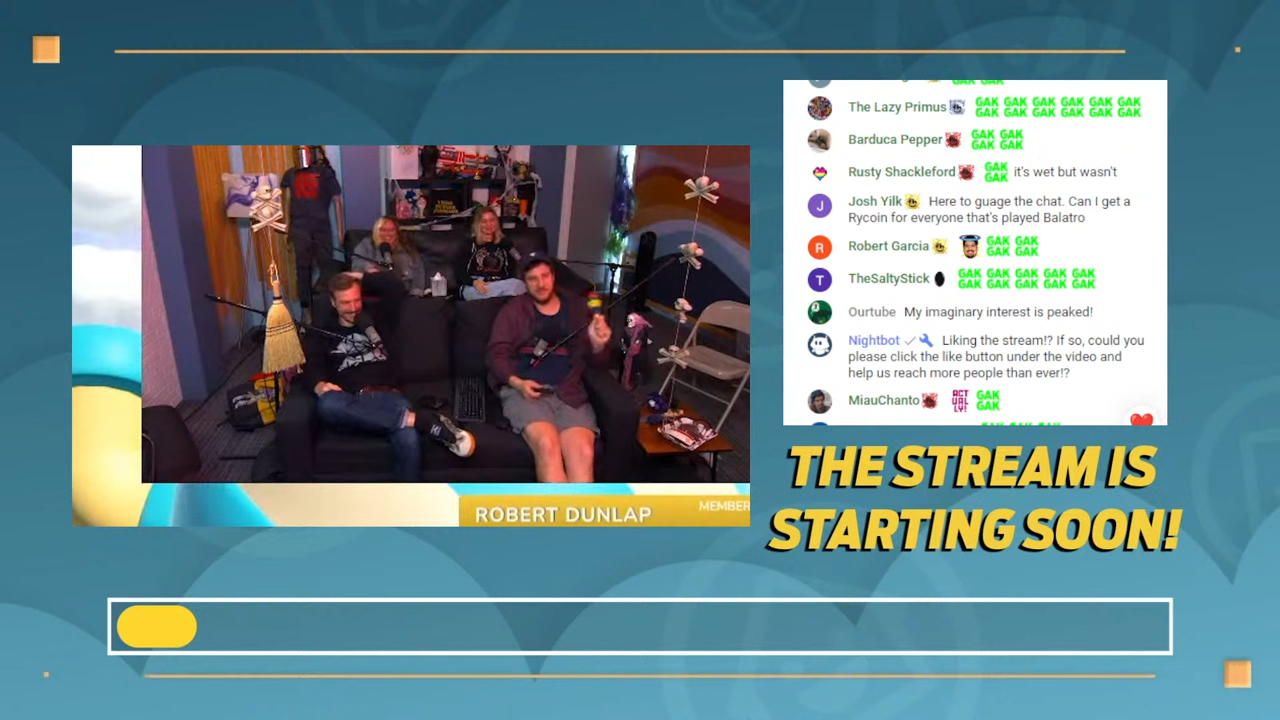 GAK GAK
The Lazy Primus GAK GAK GAK GAK GAK GAK
GAK GAK GAK GAK GAK GAK
Barduca Pepper GAK GAK
GAK GAK
Rusty Shackleford GAK it's wet but wasn't
GAK
Josh Yilk Here to guage the chat. Can I get a
Rycoin for everyone that's played Balatro
Robert Garcia GAK GAK
GAK GAK
TheSaltyStick GAK GAK GAK GAK GAK
GAK GAK GAK GAK GAK
Ourtube My imaginary interest is peaked!
Nightbot Liking the stream!? If so, could you
please click the like button under the video and
help us reach more people than ever!?
MiauChanto ACT GAK
UAL GAK
LY!
J
R
T
ROBERT DUNLAP
MEMBER
THE STREAM IS
STARTING SOON!